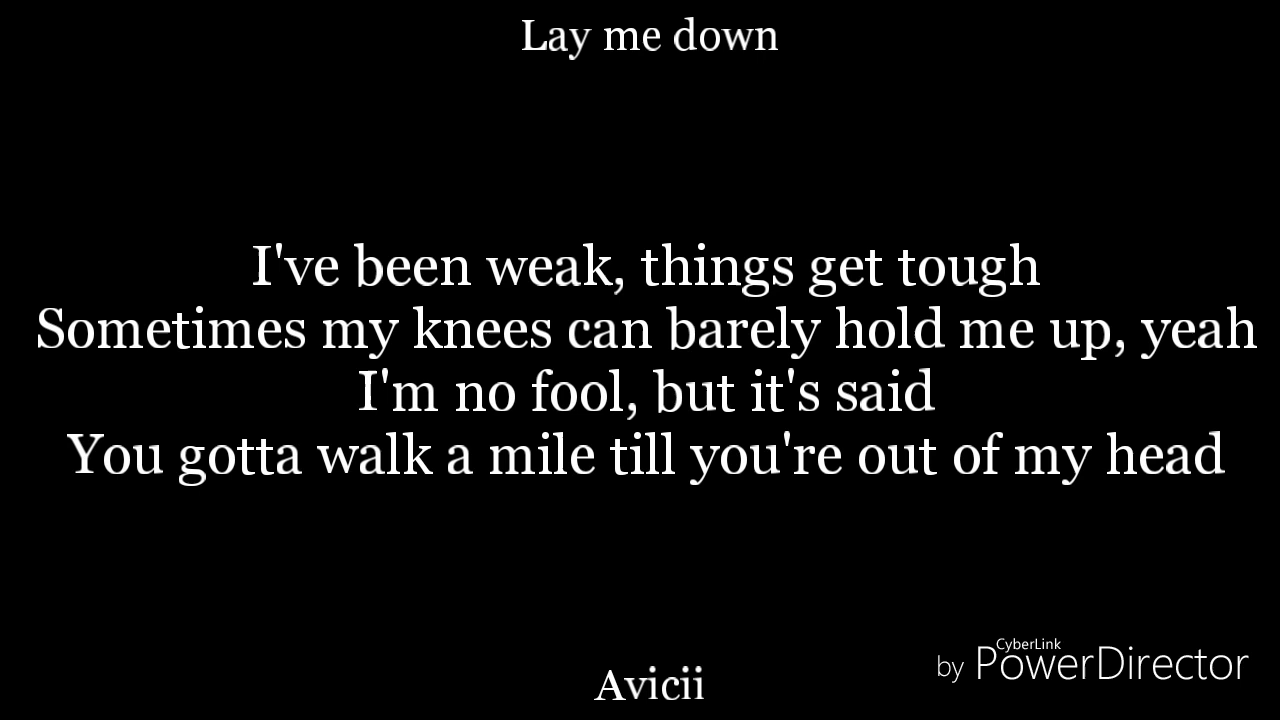 Lay me down
I've been weak, things get tough
Sometimes my knees can barely hold me up, yeah
I'm no fool, but it's said
You gotta walk a mile till you're out of my head
CyberLink
by PowerDirector
Avicii